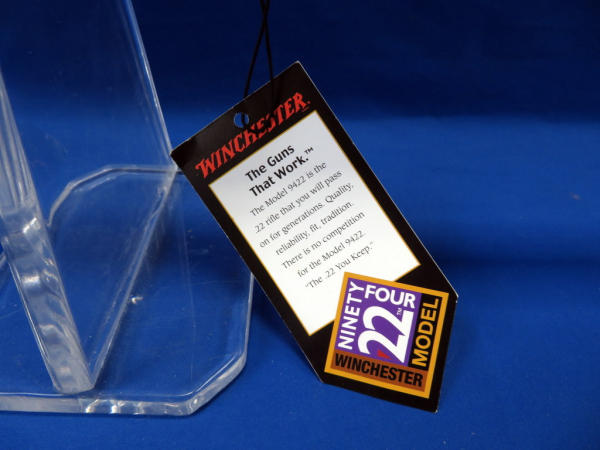 WINCHESTER®
The Guns
That Work.™
The Model 9422 is the
.22 rifle that you will pass
on for generations. Quality,
reliability, fit, tradition.
There is no competition
for the Model 9422.
"The .22 You Keep."
NINETY
FOUR
22™
MODEL
WINCHESTER